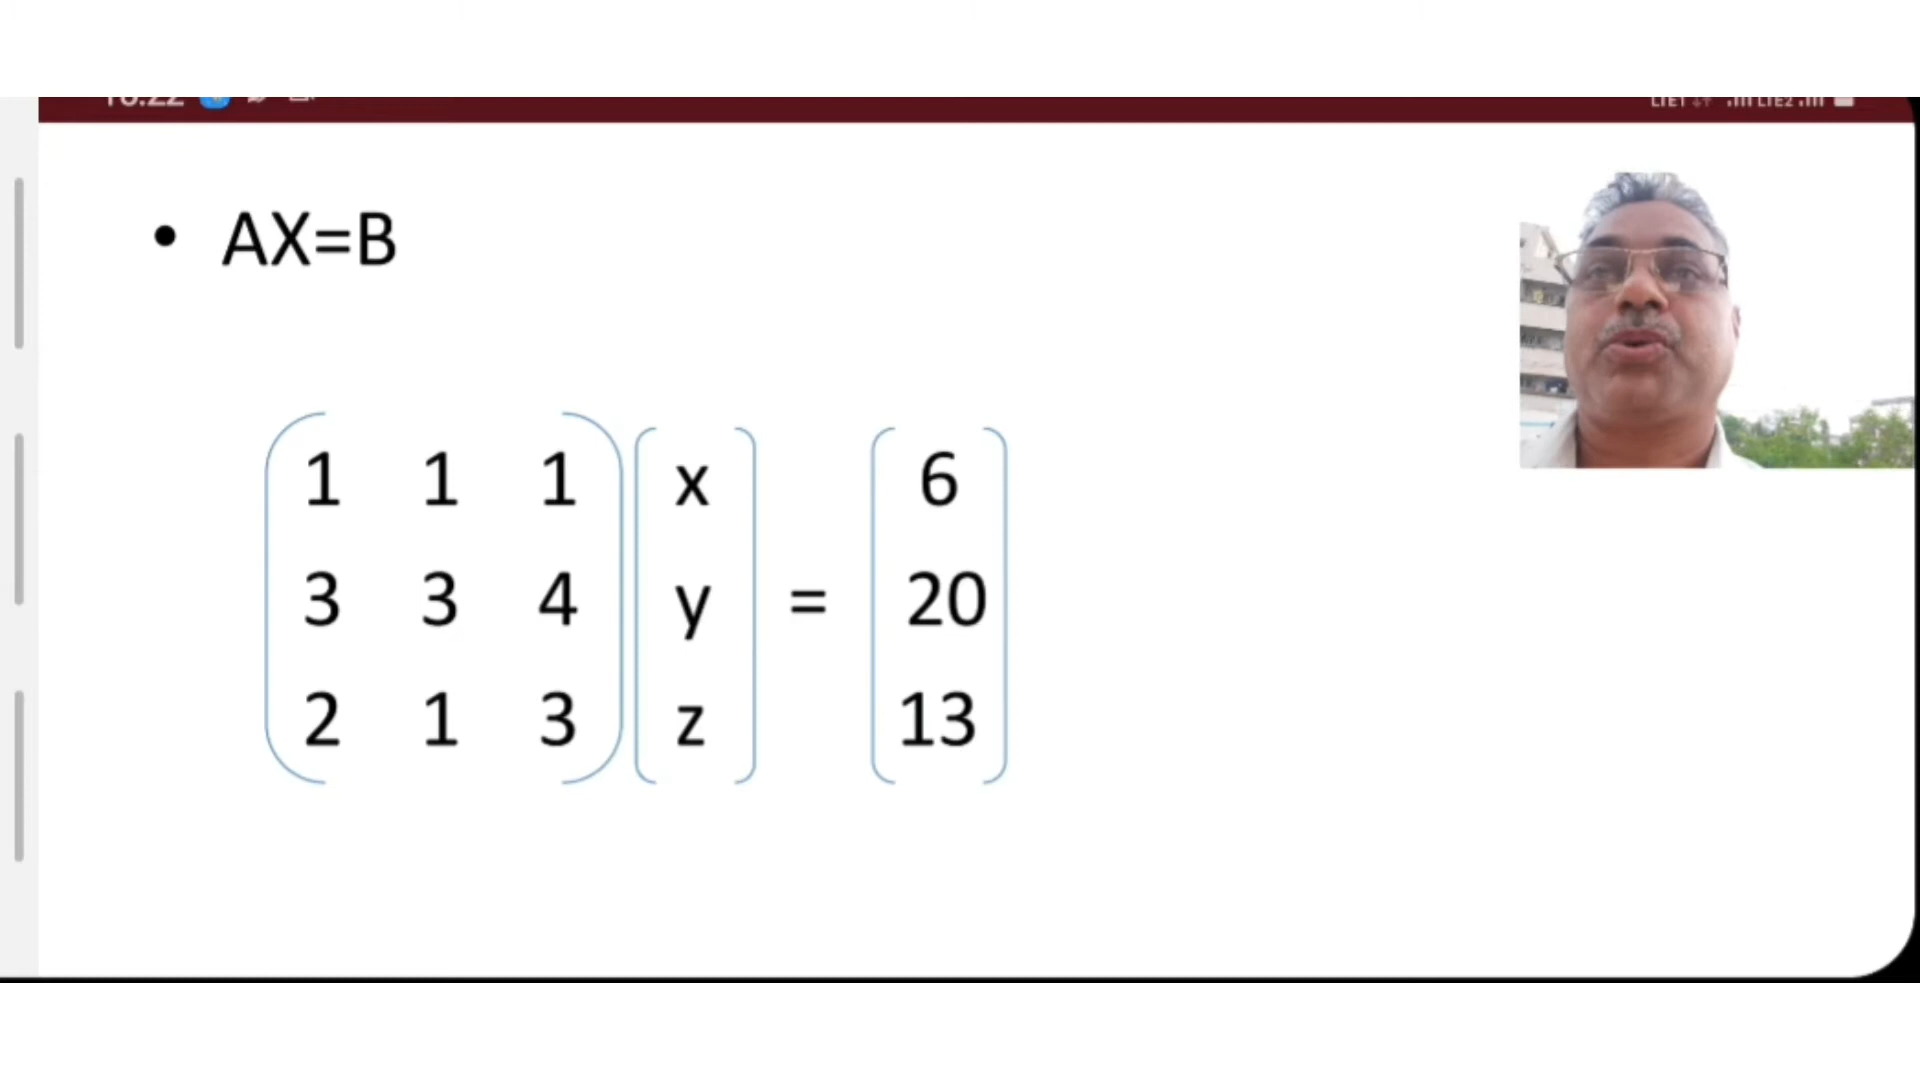 • AX=B
1 1 1 x 6
3 3 4 y = 20
2 1 3 z 13